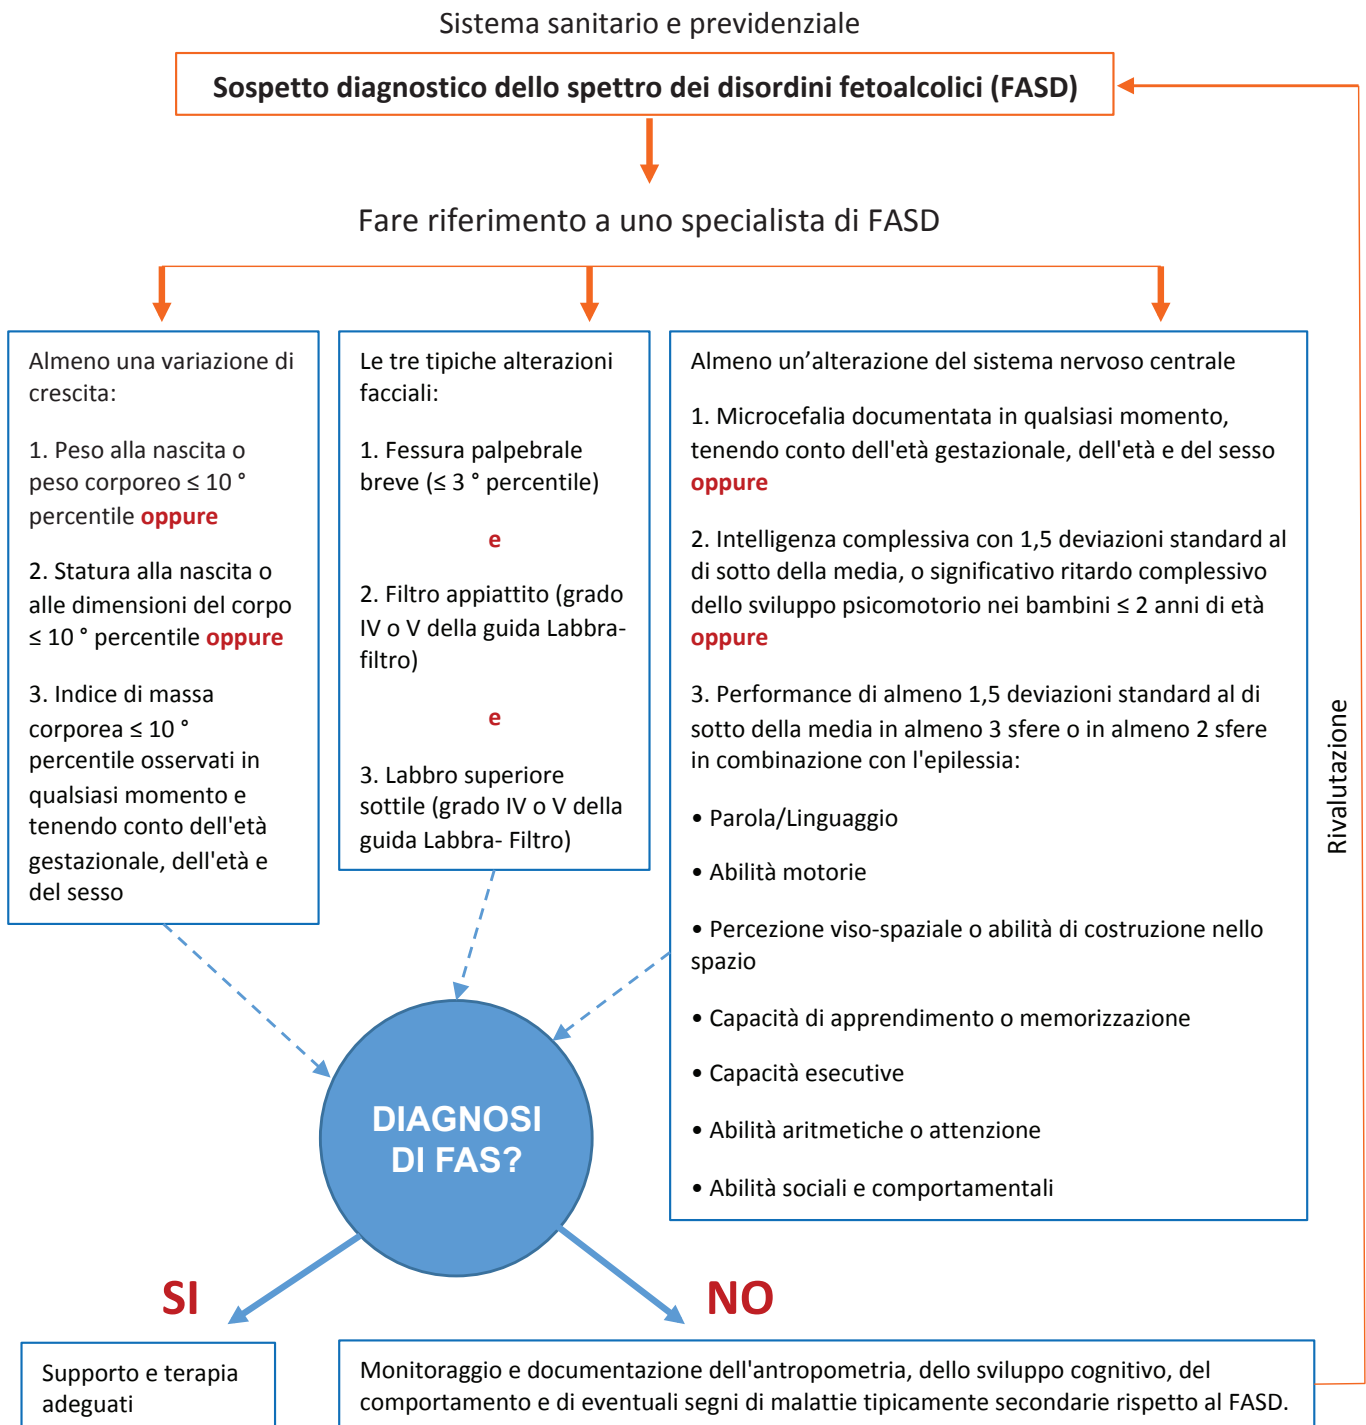 Sistema sanitario e previdenziale
Sospetto diagnostico dello spettro dei disordini fetoalcolici (FASD)
Fare riferimento a uno specialista di FASD
Almeno una variazione di
crescita:
1. Peso alla nascita o
peso corporeo ≤ 10 °
percentile oppure
2. Statura alla nascita o
alle dimensioni del corpo
≤ 10 ° percentile oppure
3. Indice di massa
corporea ≤ 10 °
percentile osservati in
qualsiasi momento e
tenendo conto dell'età
gestazionale, dell'età e
del sesso
Le tre tipiche alterazioni
facciali:
1. Fessura palpebrale
breve (≤ 3 ° percentile)
e
2. Filtro appiattito (grado
IV o V della guida Labbra-
filtro)
e
3. Labbro superiore
sottile (grado IV o V della
guida Labbra- Filtro)
Almeno un’alterazione del sistema nervoso centrale
1. Microcefalia documentata in qualsiasi momento,
tenendo conto dell'età gestazionale, dell'età e del sesso
oppure
2. Intelligenza complessiva con 1,5 deviazioni standard al
di sotto della media, o significativo ritardo complessivo
dello sviluppo psicomotorio nei bambini ≤ 2 anni di età
oppure
3. Performance di almeno 1,5 deviazioni standard al di
sotto della media in almeno 3 sfere o in almeno 2 sfere
in combinazione con l'epilessia:
• Parola/Linguaggio
• Abilità motorie
• Percezione viso-spaziale o abilità di costruzione nello
spazio
• Capacità di apprendimento o memorizzazione
• Capacità esecutive
• Abilità aritmetiche o attenzione
• Abilità sociali e comportamentali
Rivalutazione
DIAGNOSI
DI FAS?
SI
NO
Supporto e terapia
adeguati
Monitoraggio e documentazione dell'antropometria, dello sviluppo cognitivo, del
comportamento e di eventuali segni di malattie tipicamente secondarie rispetto al FASD.